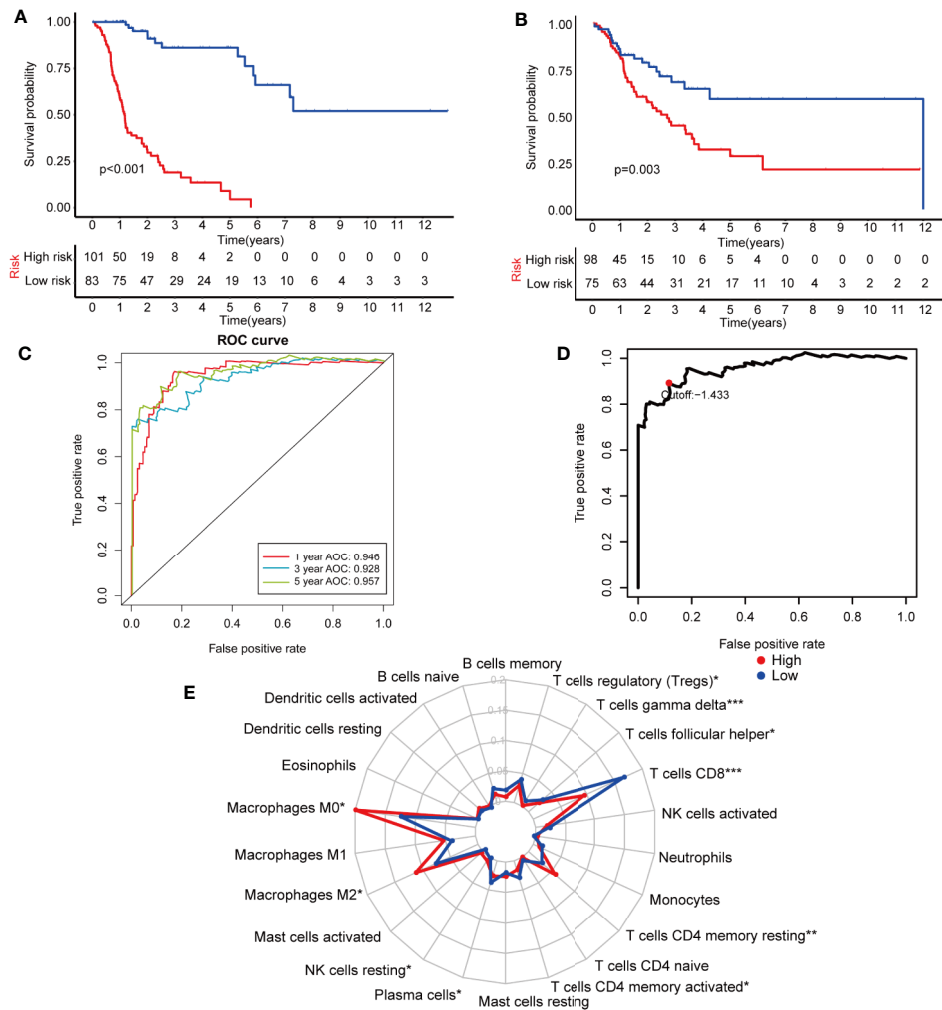 A
1.00
0.75
0.50
0.25
0.00
Survival probability
p<0.001
0 1 2 3 4 5 6 7 8 9 10 11 12
Time(years)
Risk
High risk 101 50 19 8 4 2 0 0 0 0 0 0 0
Low risk 83 75 47 29 24 19 13 10 6 4 3 3 3
0 1 2 3 4 5 6 7 8 9 10 11 12
Time(years)
B
1.00
0.75
0.50
0.25
0.00
Survival probability
p=0.003
0 1 2 3 4 5 6 7 8 9 10 11 12
Time(years)
Risk
High risk 98 45 15 10 6 5 4 0 0 0 0 0 0
Low risk 75 63 44 31 21 17 11 10 4 3 2 2 2
0 1 2 3 4 5 6 7 8 9 10 11 12
Time(years)
C
ROC curve
1.0
0.8
0.6
0.4
0.2
0.0
True positive rate
1 year AOC: 0.946
3 year AOC: 0.928
5 year AOC: 0.957
0.0 0.2 0.4 0.6 0.8 1.0
False positive rate
D
1.0
0.8
0.6
0.4
0.2
0.0
True positive rate
Cutoff:−1.433
0.0 0.2 0.4 0.6 0.8 1.0
False positive rate
High
Low
E
B cells memory
T cells regulatory (Tregs)*
T cells gamma delta***
T cells follicular helper*
T cells CD8***
NK cells activated
Neutrophils
Monocytes
T cells CD4 memory resting**
T cells CD4 naive
T cells CD4 memory activated*
Mast cells resting
Plasma cells*
NK cells resting*
Mast cells activated
Macrophages M2*
Macrophages M1
Macrophages M0*
Eosinophils
Dendritic cells resting
Dendritic cells activated
B cells naive
0.2
0.15
0.1
0.05